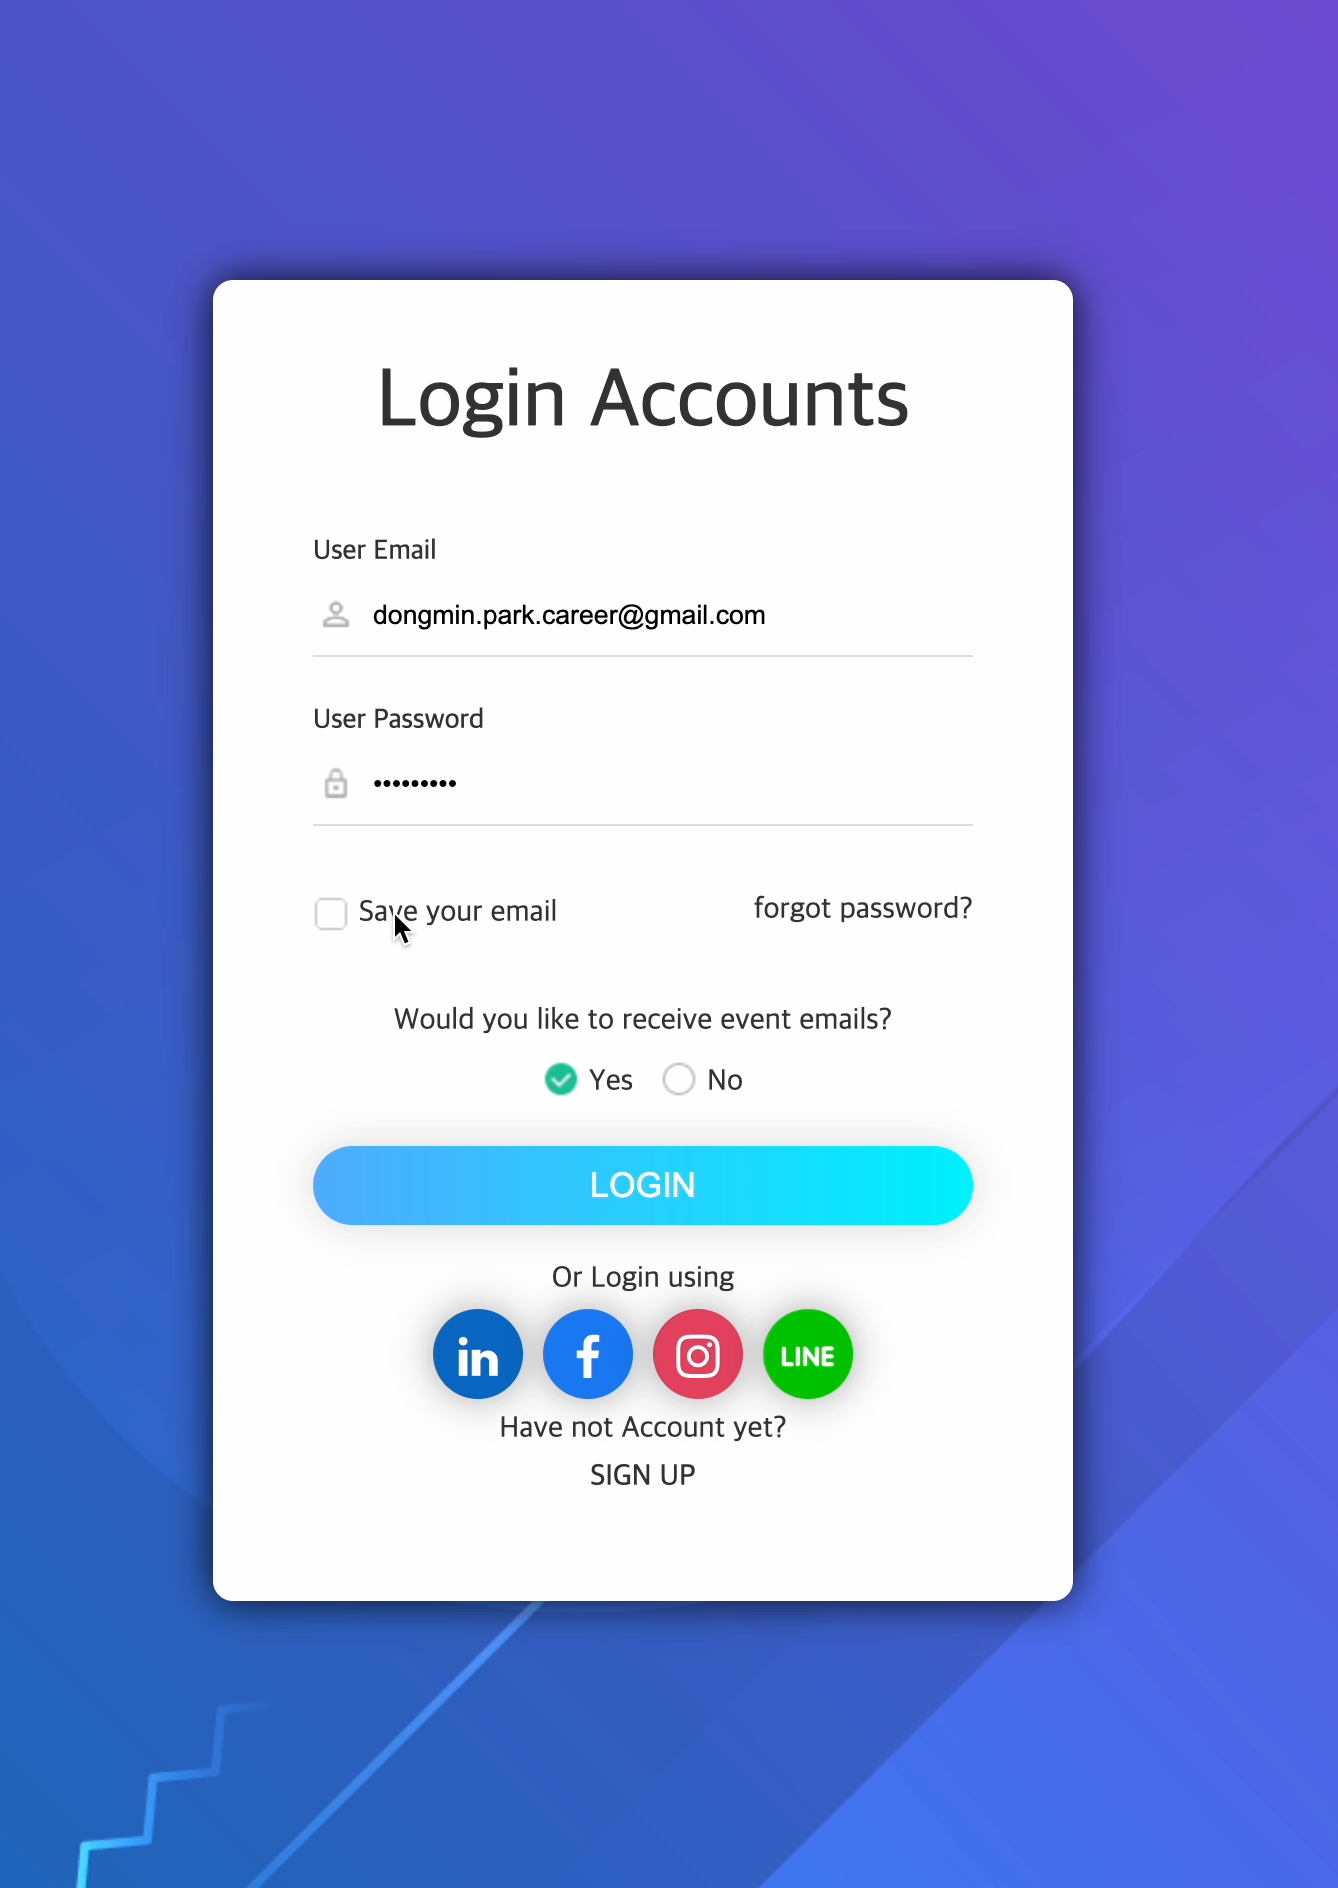 Login Accounts
User Email
dongmin.park.career@gmail.com
User Password
•••••••••
Save your email
forgot password?
Would you like to receive event emails?
Yes
No
LOGIN
Or Login using
in
f
LINE
Have not Account yet?
SIGN UP